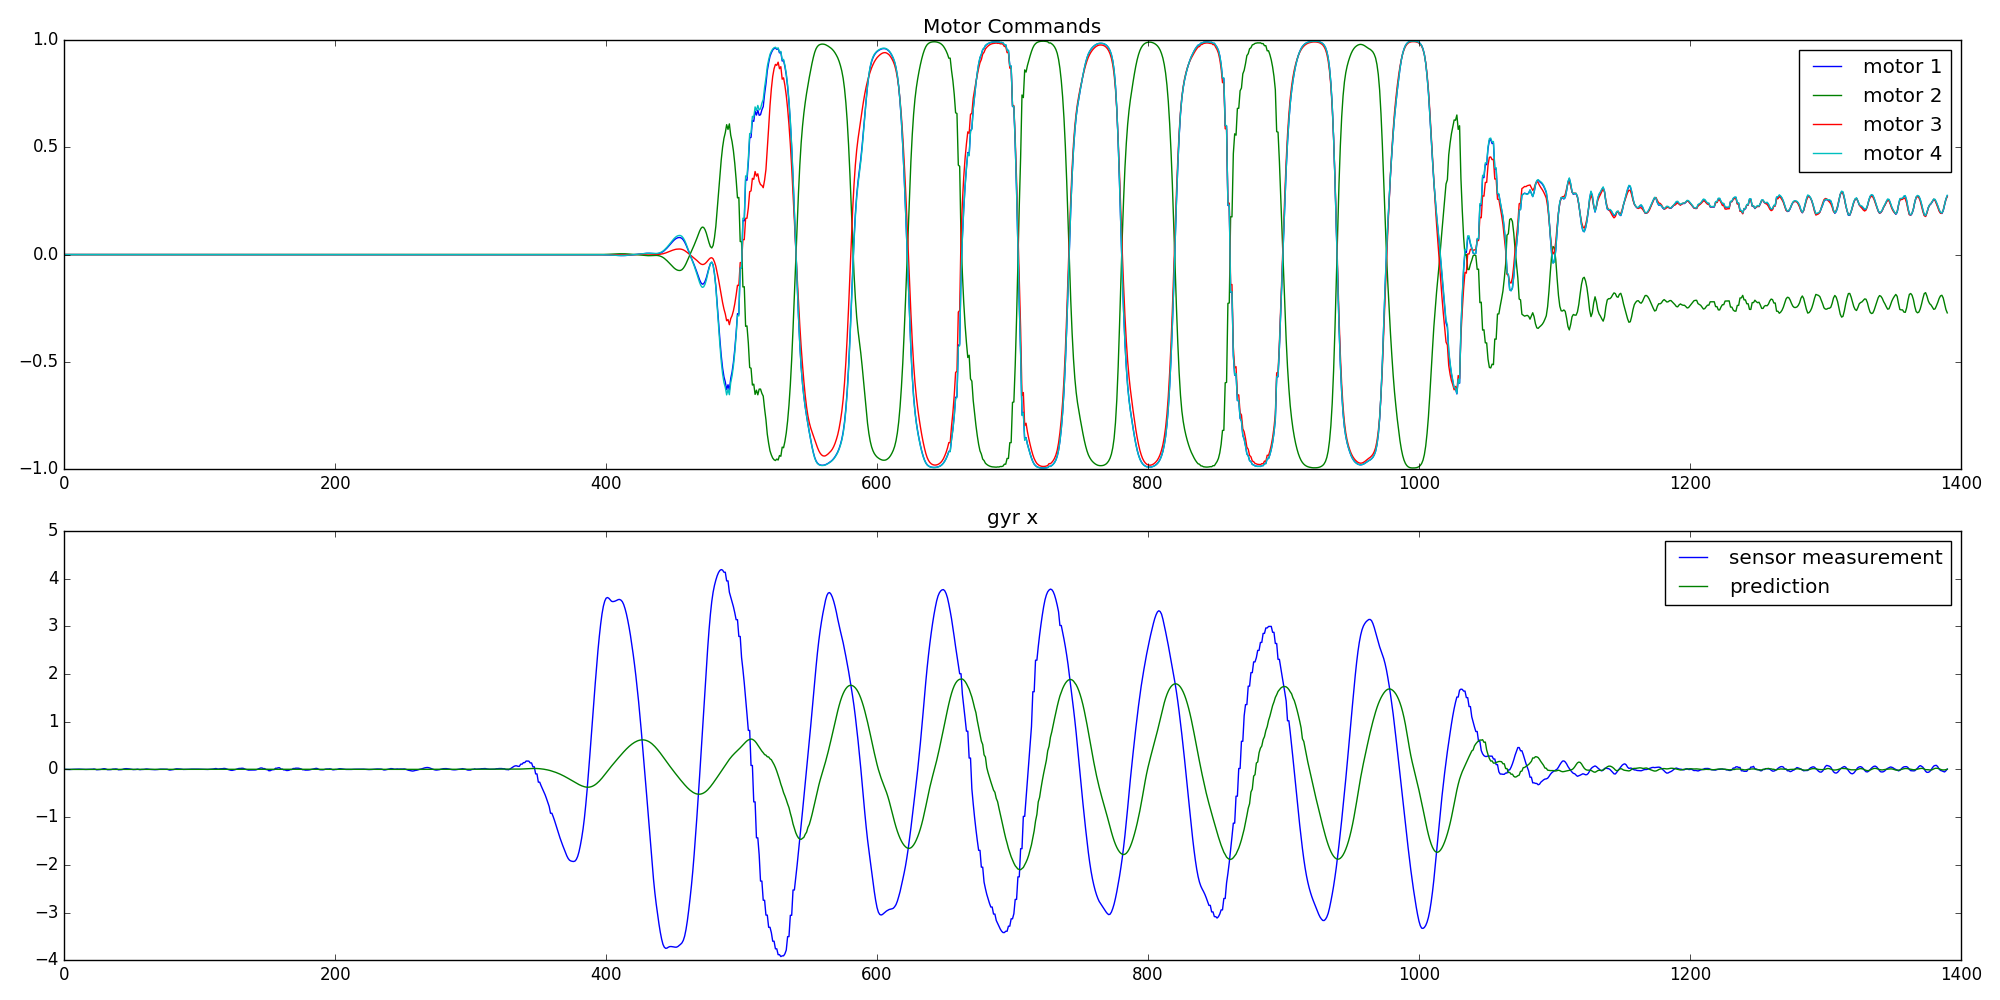 Motor Commands
1.0
0.5
0.0
−0.5
−1.0
0 200 400 600 800 1000 1200 1400
motor 1
motor 2
motor 3
motor 4
gyr x
5
4
3
2
1
0
−1
−2
−3
−4
0 200 400 600 800 1000 1200 1400
sensor measurement
prediction